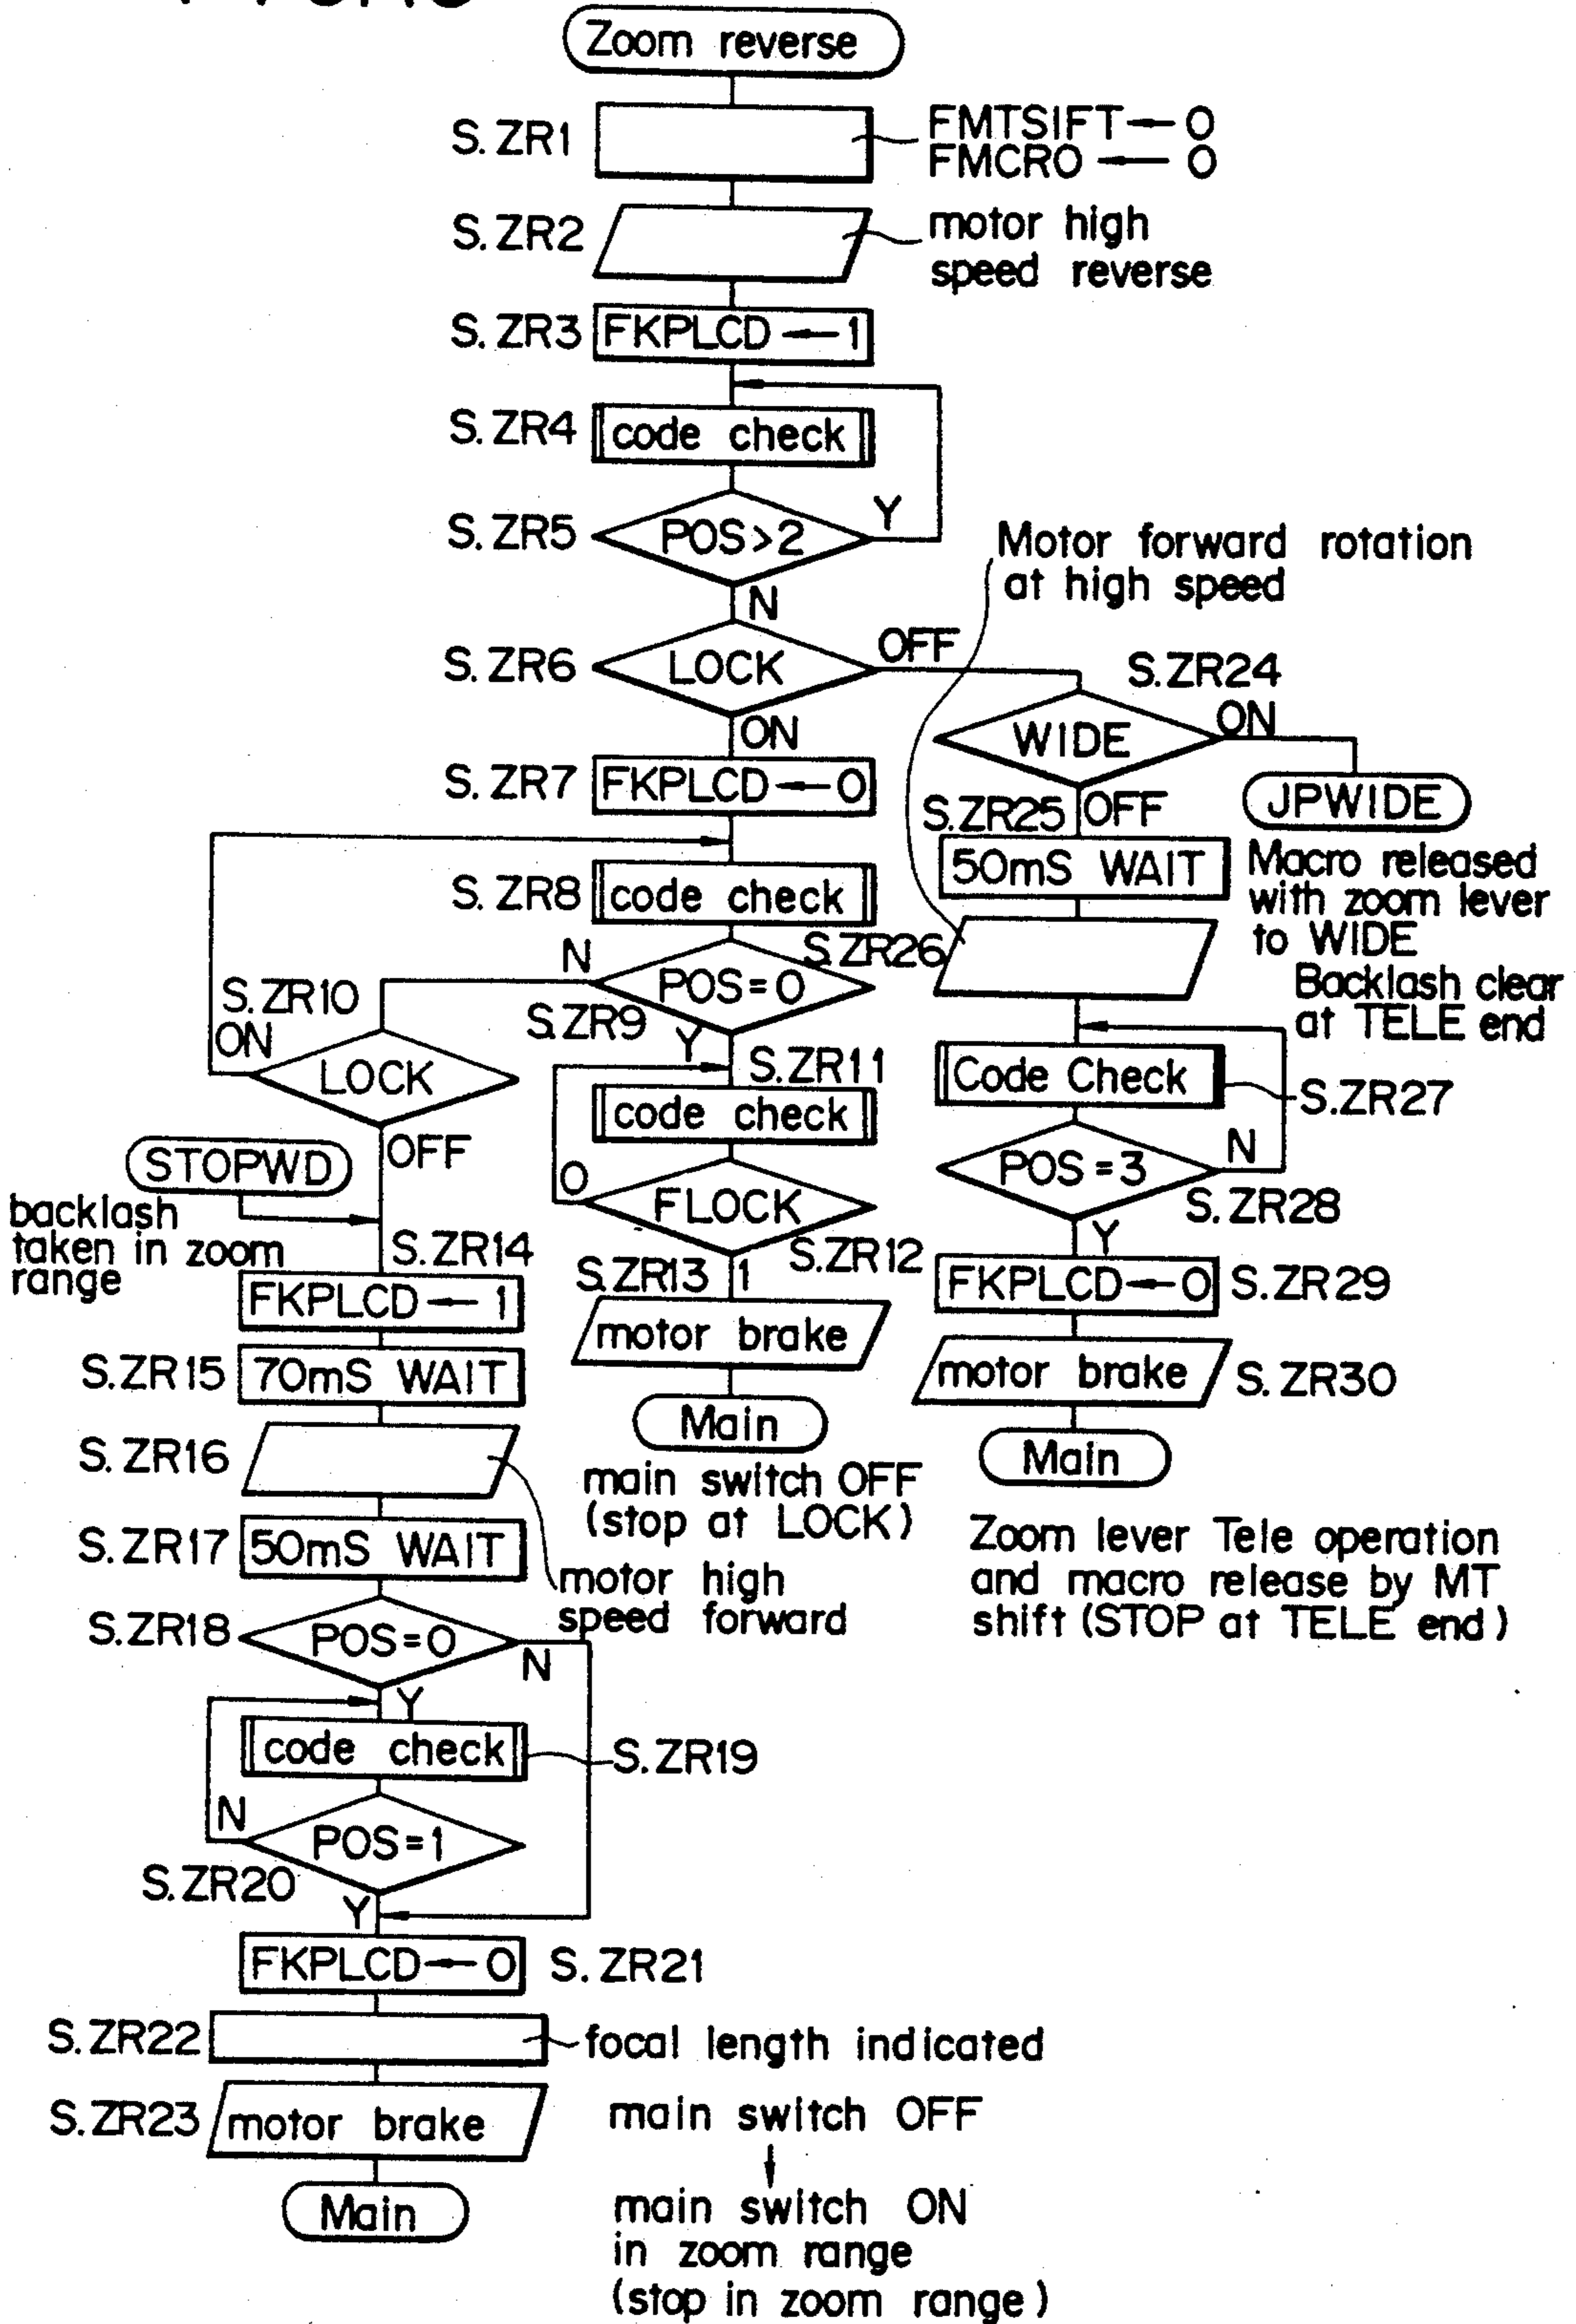 Zoom reverse
S.ZR1
FMTSIFT←0
FMCRO ←0
S.ZR2
motor high
speed reverse
S.ZR3
FKPLCD←1
S.ZR4
code check
S.ZR5
POS>2
Y
N
Motor forward rotation
at high speed
S.ZR6
LOCK
OFF
ON
S.ZR24
WIDE
ON
OFF
JPWIDE
S.ZR7
FKPLCD←0
S.ZR25
50mS WAIT
Macro released
with zoom lever
to WIDE
S.ZR8
code check
S.ZR26
Backlash clear
at TELE end
N
POS=0
S.ZR9
Y
S.ZR10
ON
LOCK
OFF
S.ZR11
code check
Code Check
S.ZR27
STOPWD
backlash
taken in zoom
range
O
FLOCK
S.ZR12
1
POS=3
N
S.ZR28
Y
S.ZR14
FKPLCD←1
S.ZR13
motor brake
FKPLCD←0
S.ZR29
S.ZR15
70mS WAIT
Main
main switch OFF
(stop at LOCK)
motor brake
S.ZR30
Main
Zoom lever Tele operation
and macro release by MT
shift (STOP at TELE end)
S.ZR16
motor high
speed forward
S.ZR17
50mS WAIT
S.ZR18
POS=0
N
Y
code check
S.ZR19
N
POS=1
S.ZR20
Y
FKPLCD←0
S.ZR21
S.ZR22
focal length indicated
S.ZR23
motor brake
Main
main switch OFF
↓
main switch ON
in zoom range
(stop in zoom range)